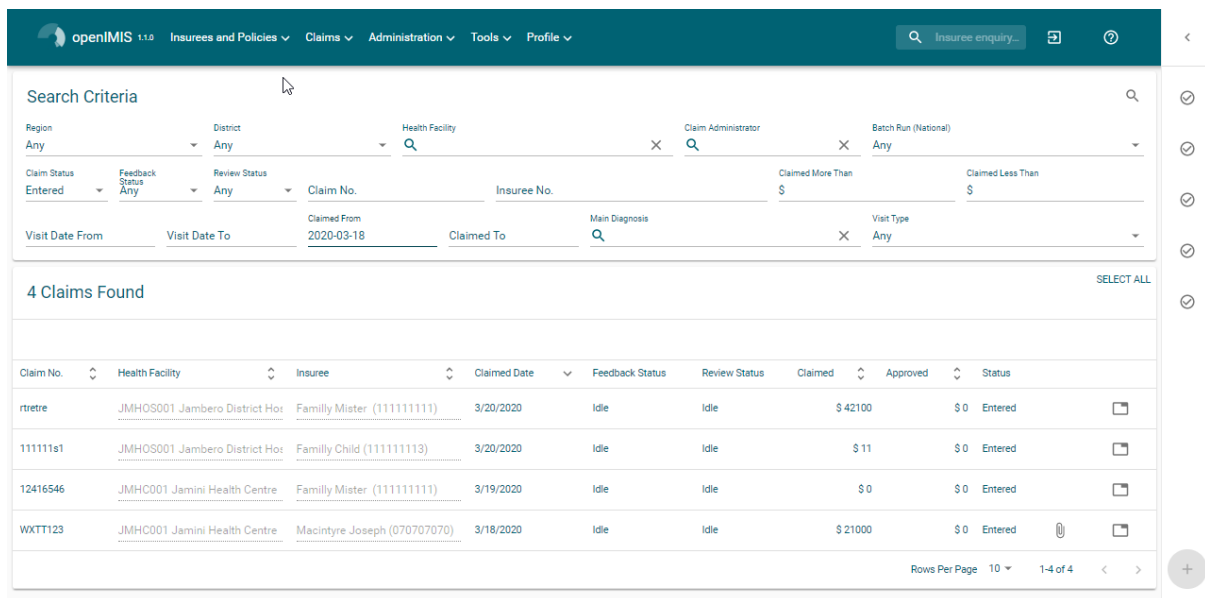 openIMIS 1.1.0 Insurees and Policies Claims Administration Tools Profile Insuree enquiry...
Search Criteria
Region District Health Facility Claim Administrator Batch Run (National)
Any Any Any
Claim Status Feedback Status Review Status Claimed More Than Claimed Less Than
Entered Any Any Claim No. Insuree No. $ $
Claimed From Main Diagnosis Visit Type
Visit Date From Visit Date To 2020-03-18 Claimed To Any
SELECT ALL
4 Claims Found
Claim No. Health Facility Insuree Claimed Date Feedback Status Review Status Claimed Approved Status
rtretre JMHOS001 Jambero District Hos Familly Mister (111111111) 3/20/2020 Idle Idle $ 42100 $ 0 Entered
111111s1 JMHOS001 Jambero District Hos Familly Child (111111113) 3/20/2020 Idle Idle $ 11 $ 0 Entered
12416546 JMHC001 Jamini Health Centre Familly Mister (111111111) 3/19/2020 Idle Idle $ 0 $ 0 Entered
WXTT123 JMHC001 Jamini Health Centre Macintyre Joseph (070707070) 3/18/2020 Idle Idle $ 21000 $ 0 Entered
Rows Per Page 10 1-4 of 4